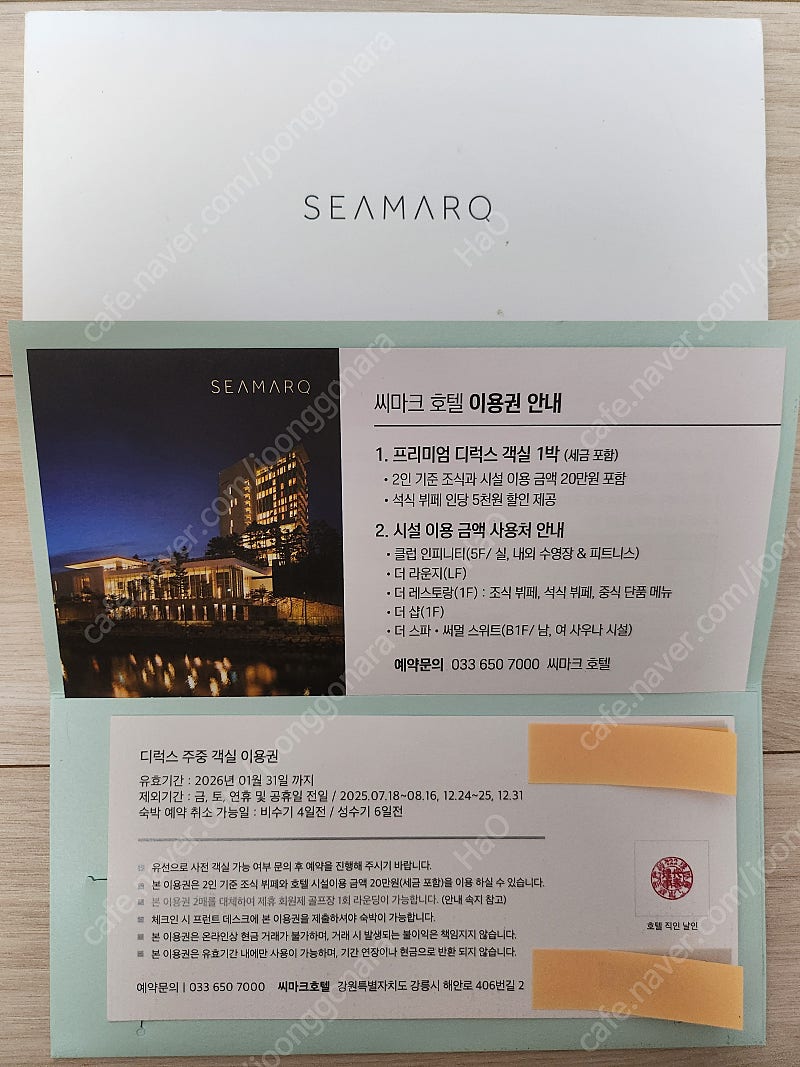 SEAMARQ
SEAMARQ
씨마크 호텔 이용권 안내
1. 프리미엄 디럭스 객실 1박 (세금 포함)
• 2인 기준 조식과 시설 이용 금액 20만원 포함
• 석식 뷔페 인당 5천원 할인 제공
2. 시설 이용 금액 사용처 안내
• 클럽 인피니티(5F/ 실, 내외 수영장 & 피트니스)
• 더 라운지(LF)
• 더 레스토랑(1F) : 조식 뷔페, 석식 뷔페, 중식 단품 메뉴
• 더 샵(1F)
• 더 스파 • 써멀 스위트(B1F/ 남, 여 사우나 시설)
예약문의 033 650 7000 씨마크 호텔
디럭스 주중 객실 이용권
유효기간 : 2026년 01월 31일 까지
제외기간 : 금, 토, 연휴 및 공휴일 전일 / 2025.07.18~08.16, 12.24~25, 12.31
숙박 예약 취소 가능일 : 비수기 4일전 / 성수기 6일전
유선으로 사전 객실 가능 여부 문의 후 예약을 진행해 주시기 바랍니다.
본 이용권은 2인 기준 조식 뷔페와 호텔 시설이용 금액 20만원(세금 포함)을 이용 하실 수 있습니다.
본 이용권 2매를 대체하여 제휴 회원제 골프장 1회 라운딩이 가능합니다. (안내 속지 참고)
체크인 시 프런트 데스크에 본 이용권을 제출하셔야 숙박이 가능합니다.
본 이용권은 온라인상 현금 거래가 불가하며, 거래 시 발생되는 불이익은 책임지지 않습니다.
본 이용권은 유효기간 내에만 사용이 가능하며, 기간 연장이나 현금으로 반환 되지 않습니다.
호텔 직인 날인
예약문의 | 033 650 7000 씨마크호텔 강원특별자치도 강릉시 해안로 406번길 2
cafe.naver.com/joonggonara
HaO
cafe.naver.com/joonggonara
HaO
cafe.naver.com/joonggonara
HaO